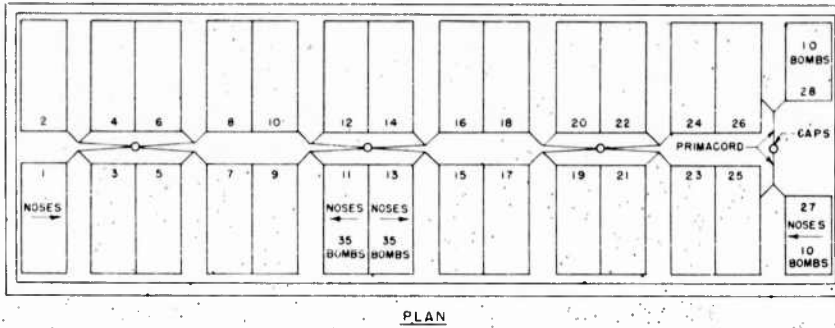 10
BOMBS
28
2 4 6 8 10 12 14 16 18 20 22 24 26
PRIMACORD
CAPS
1 3 5 7 9 11 13 15 17 19 21 23 25 27
NOSES NOSES NOSES NOSES
35 35
BOMBS BOMBS
10
BOMBS
PLAN